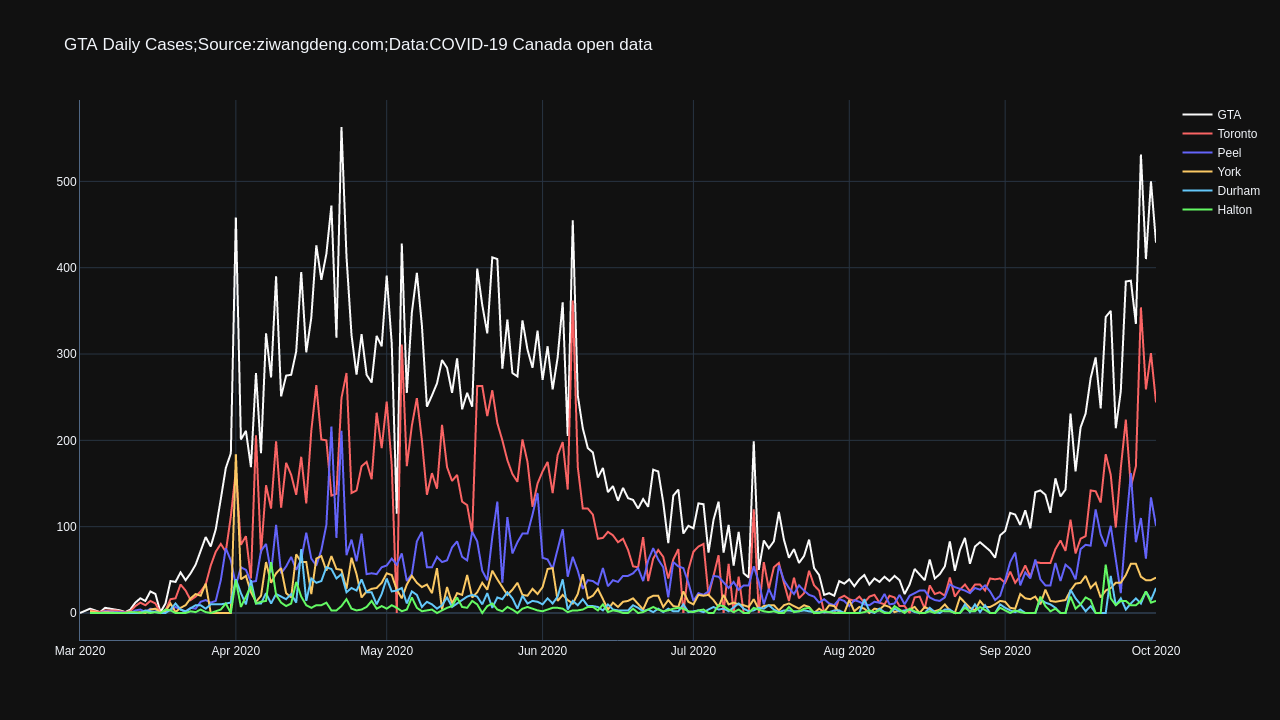 GTA Daily Cases;Source:ziwangdeng.com;Data:COVID-19 Canada open data
GTA
Toronto
Peel
York
Durham
Halton
500
400
300
200
100
0
Mar 2020 Apr 2020 May 2020 Jun 2020 Jul 2020 Aug 2020 Sep 2020 Oct 2020